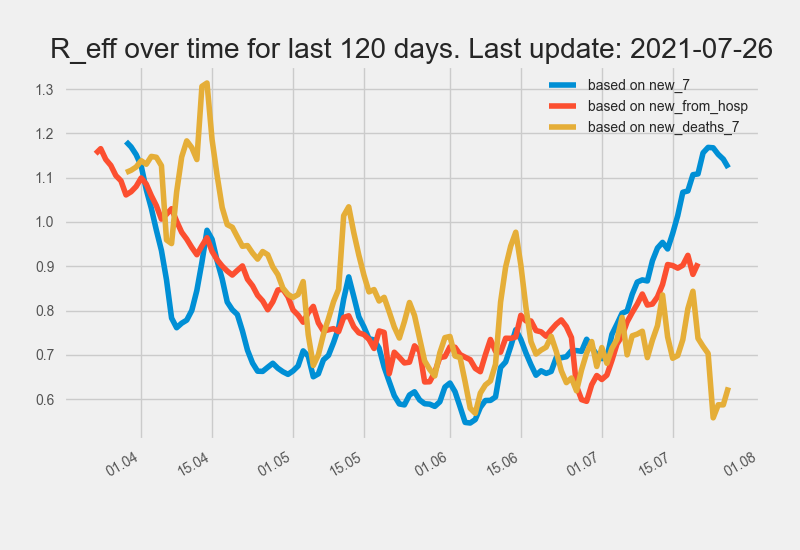 R_eff over time for last 120 days. Last update: 2021-07-26
based on new_7
based on new_from_hosp
based on new_deaths_7
1.3
1.2
1.1
1.0
0.9
0.8
0.7
0.6
01.04 15.04 01.05 15.05 01.06 15.06 01.07 15.07 01.08